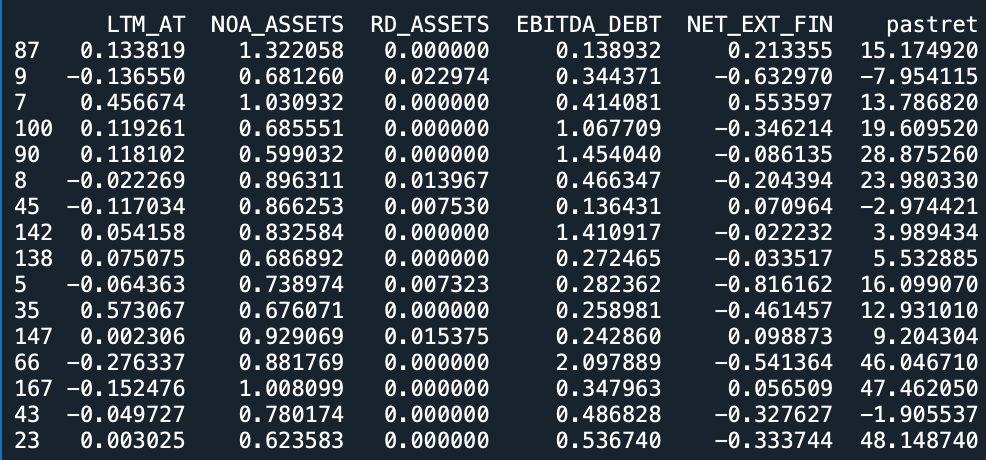 LTM_AT NOA_ASSETS RD_ASSETS EBITDA_DEBT NET_EXT_FIN pastret
87 0.133819 1.322058 0.000000 0.138932 0.213355 15.174920
9 -0.136550 0.681260 0.022974 0.344371 -0.632970 -7.954115
7 0.456674 1.030932 0.000000 0.414081 0.553597 13.786820
100 0.119261 0.685551 0.000000 1.067709 -0.346214 19.609520
90 0.118102 0.599032 0.000000 1.454040 -0.086135 28.875260
8 -0.022269 0.896311 0.013967 0.466347 -0.204394 23.980330
45 -0.117034 0.866253 0.007530 0.136431 0.070964 -2.974421
142 0.054158 0.832584 0.000000 1.410917 -0.022232 3.989434
138 0.075075 0.686892 0.000000 0.272465 -0.033517 5.532885
5 -0.064363 0.738974 0.007323 0.282362 -0.816162 16.099070
35 0.573067 0.676071 0.000000 0.258981 -0.461457 12.931010
147 0.002306 0.929069 0.015375 0.242860 0.098873 9.204304
66 -0.276337 0.881769 0.000000 2.097889 -0.541364 46.046710
167 -0.152476 1.008099 0.000000 0.347963 0.056509 47.462050
43 -0.049727 0.780174 0.000000 0.486828 -0.327627 -1.905537
23 0.003025 0.623583 0.000000 0.536740 -0.333744 48.148740